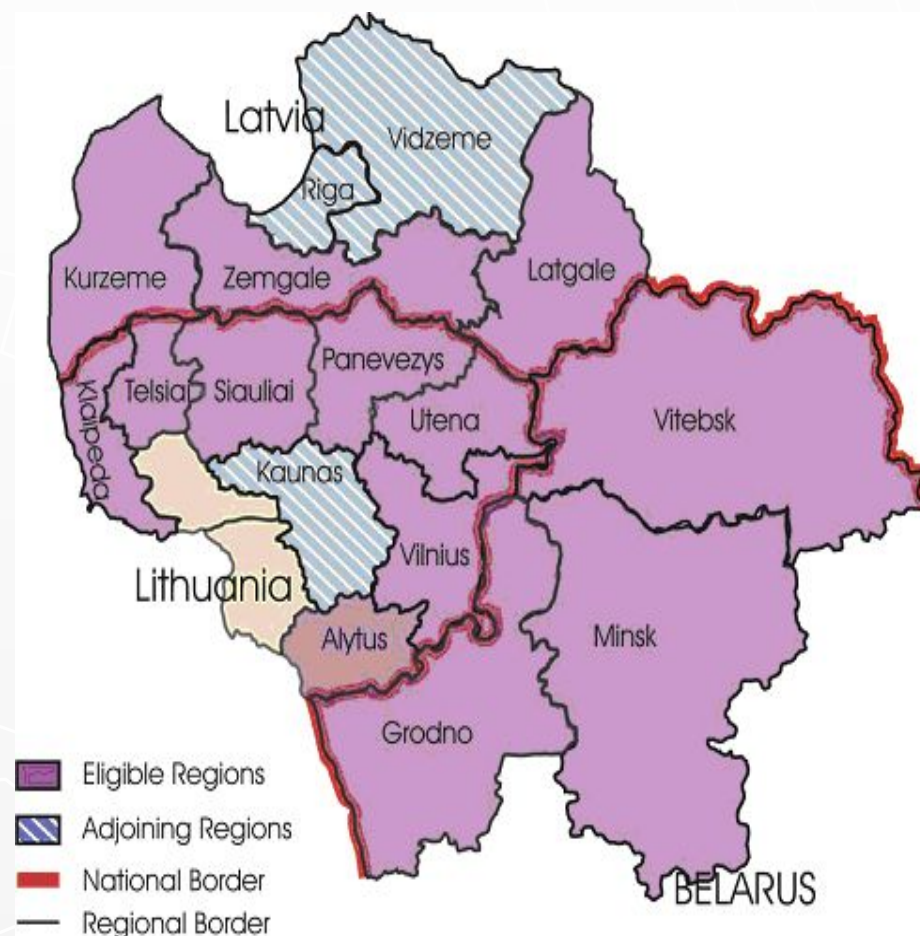 Latvia
Vidzeme
Riga
Kurzeme
Zemgale
Latgale
Panevezys
Telsiai
Siauliai
Klaipeda
Utena
Vitebsk
Kaunas
Vilnius
Lithuania
Alytus
Minsk
Grodno
Eligible Regions
Adjoining Regions
National Border
BELARUS
Regional Border